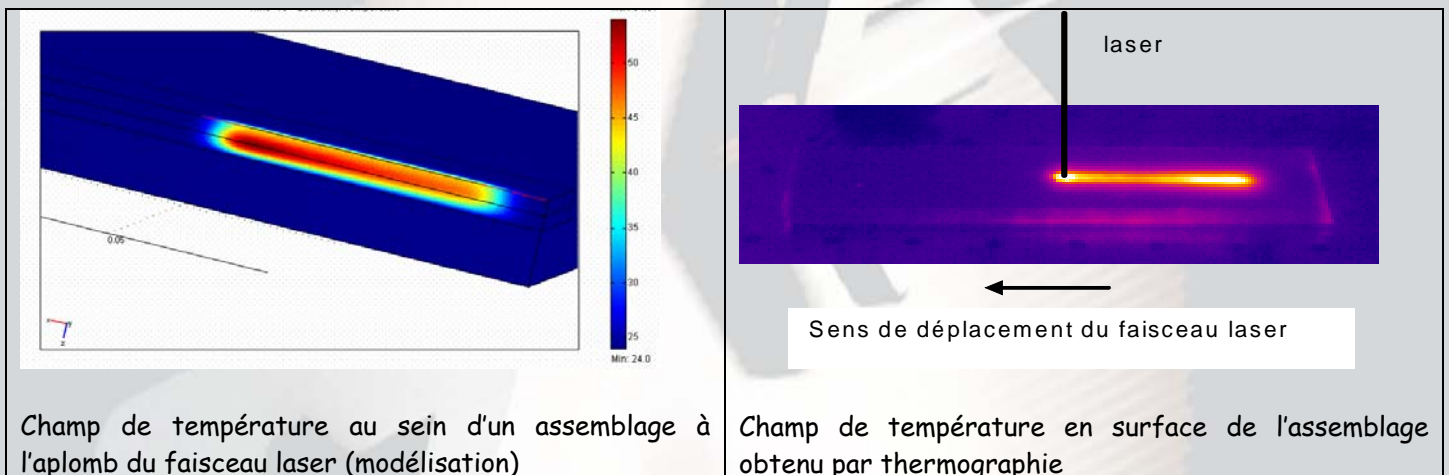 50
45
40
35
30
25
Min: 24.0
0.05
x
y
z
Champ de température au sein d'un assemblage à
l'aplomb du faisceau laser (modélisation)
laser
Sens de déplacement du faisceau laser
Champ de température en surface de l'assemblage
obtenu par thermographie